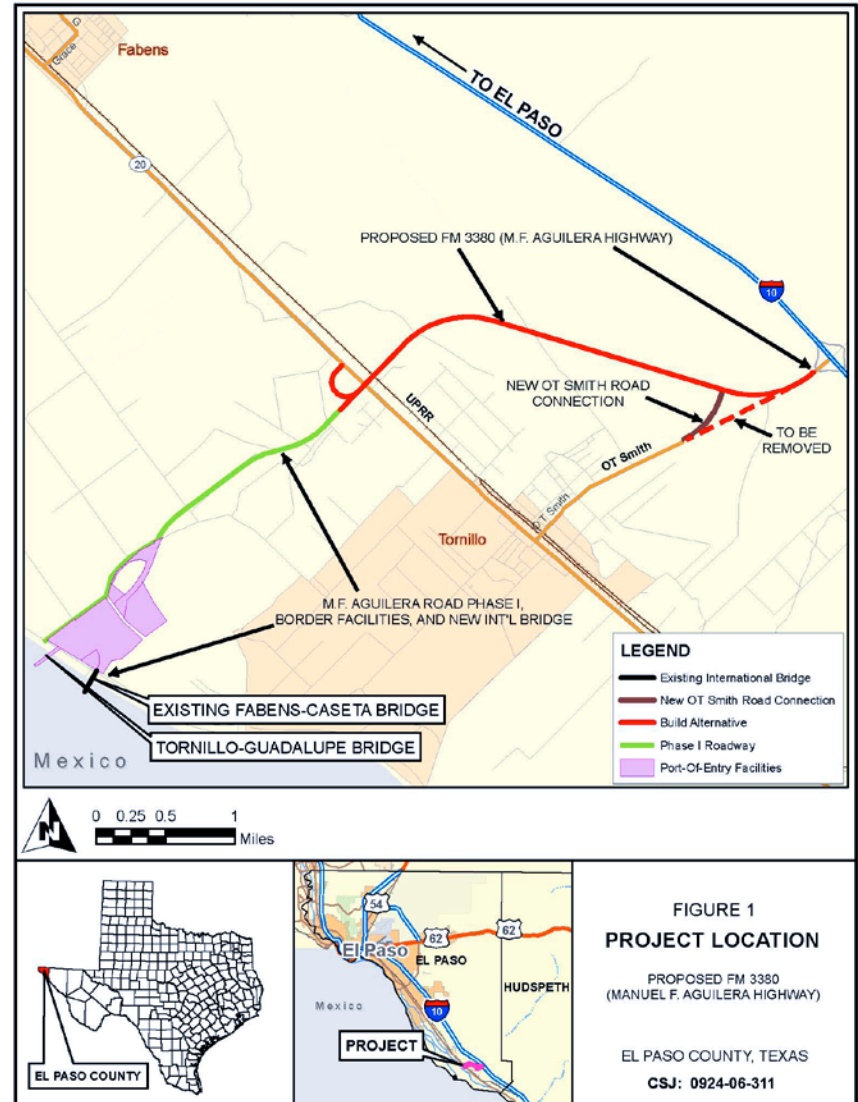 G
Grace
Fabens
TO EL PASO
20
PROPOSED FM 3380 (M.F. AGUILERA HIGHWAY)
10
NEW OT SMITH ROAD
CONNECTION
UPRR
TO BE
REMOVED
OT Smith
OT Smith
Tornillo
M.F. AGUILERA ROAD PHASE I,
BORDER FACILITIES, AND NEW INT'L BRIDGE
EXISTING FABENS-CASETA BRIDGE
TORNILLO-GUADALUPE BRIDGE
Mexico
LEGEND
Existing International Bridge
New OT Smith Road Connection
Build Alternative
Phase I Roadway
Port-Of-Entry Facilities
N
0 0.25 0.5 1
Miles
EL PASO COUNTY
54
62
62
El Paso
EL PASO
HUDSPETH
Mexico
10
PROJECT
FIGURE 1
PROJECT LOCATION
PROPOSED FM 3380
(MANUEL F. AGUILERA HIGHWAY)
EL PASO COUNTY, TEXAS
CSJ: 0924-06-311